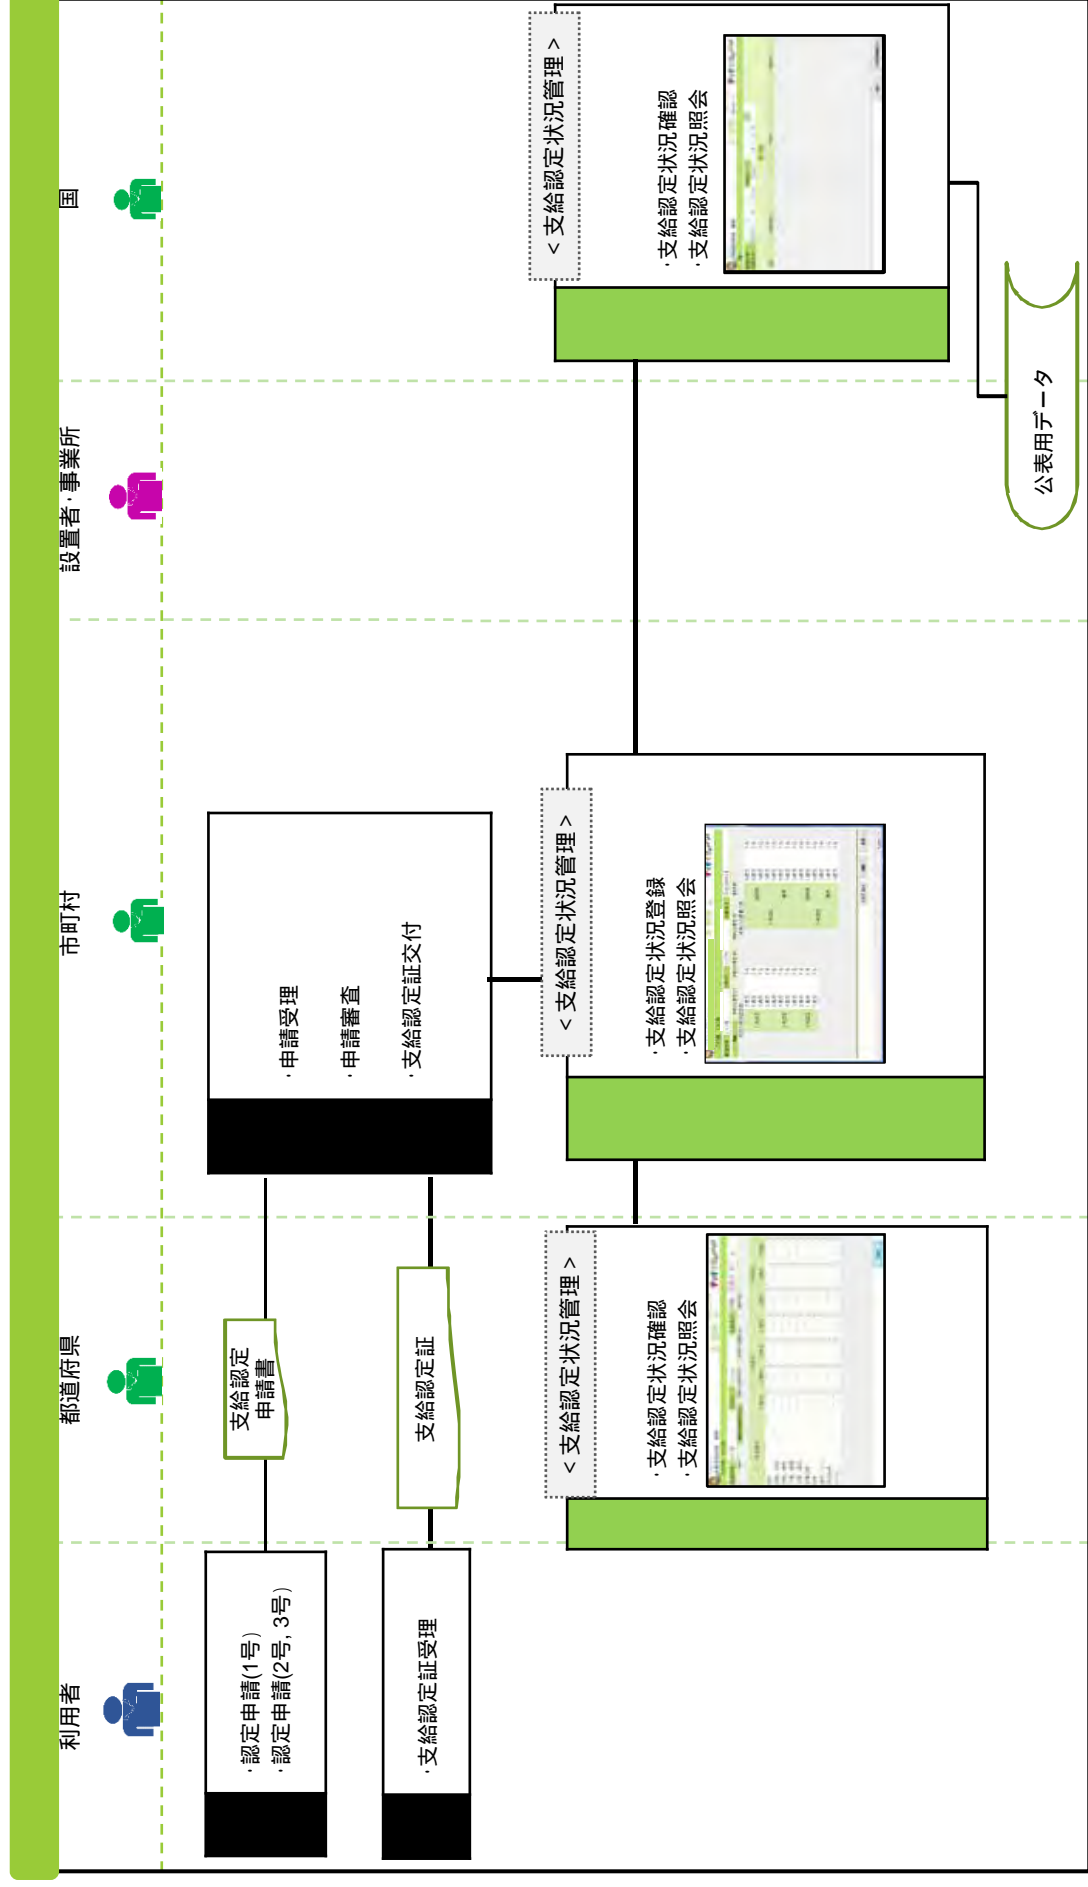 利用者
都道府県
市町村
設置者・事業所
国
・認定申請(1号)
・認定申請(2号, 3号)
支給認定
申請書
・申請受理
・申請審査
・支給認定証交付
・支給認定証受理
支給認定証
＜支給認定状況管理＞
・支給認定状況確認
・支給認定状況照会
＜支給認定状況管理＞
・支給認定状況登録
・支給認定状況照会
＜支給認定状況管理＞
・支給認定状況確認
・支給認定状況照会
公表用データ